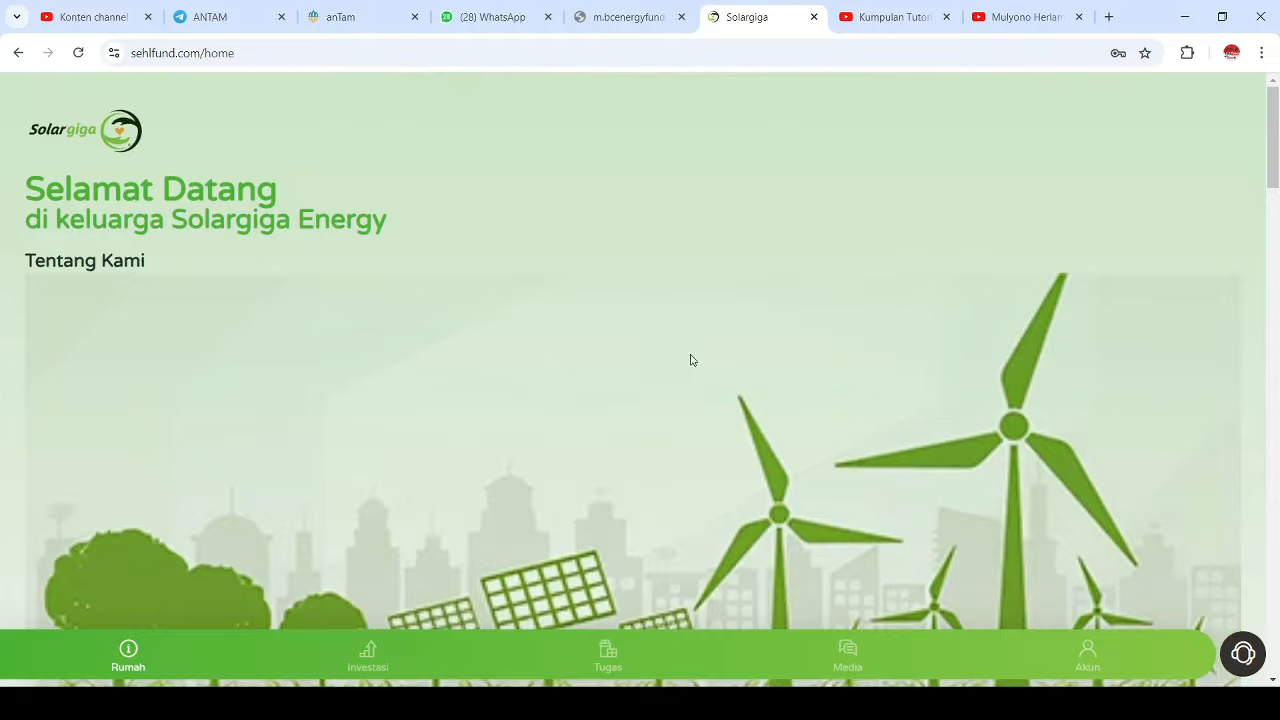 Konten channel
ANTAM
anTam
(28) WhatsApp
m.bcenergyfund.
Solargiga
Kumpulan Tutor
Mulyono Herlam
sehlfund.com/home
Solargiga
Selamat Datang
di keluarga Solargiga Energy
Tentang Kami
Rumah
Investasi
Tugas
Media
Akun